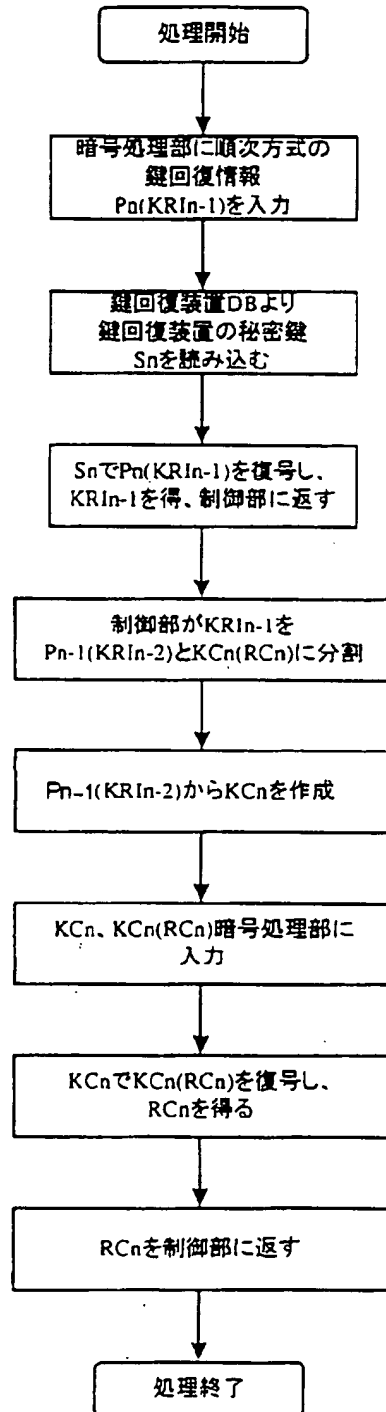 処理開始
暗号処理部に順次方式の
鍵回復情報
Pn(KRIn-1)を入力
鍵回復装置DBより
鍵回復装置の秘密鍵
Snを読み込む
SnでPn(KRIn-1)を復号し、
KRIn-1を得、制御部に返す
制御部がKRIn-1を
Pn-1(KRIn-2)とKCn(RCn)に分割
Pn-1(KRIn-2)からKCnを作成
KCn、KCn(RCn)暗号処理部に
入力
KCnでKCn(RCn)を復号し、
RCnを得る
RCnを制御部に返す
処理終了